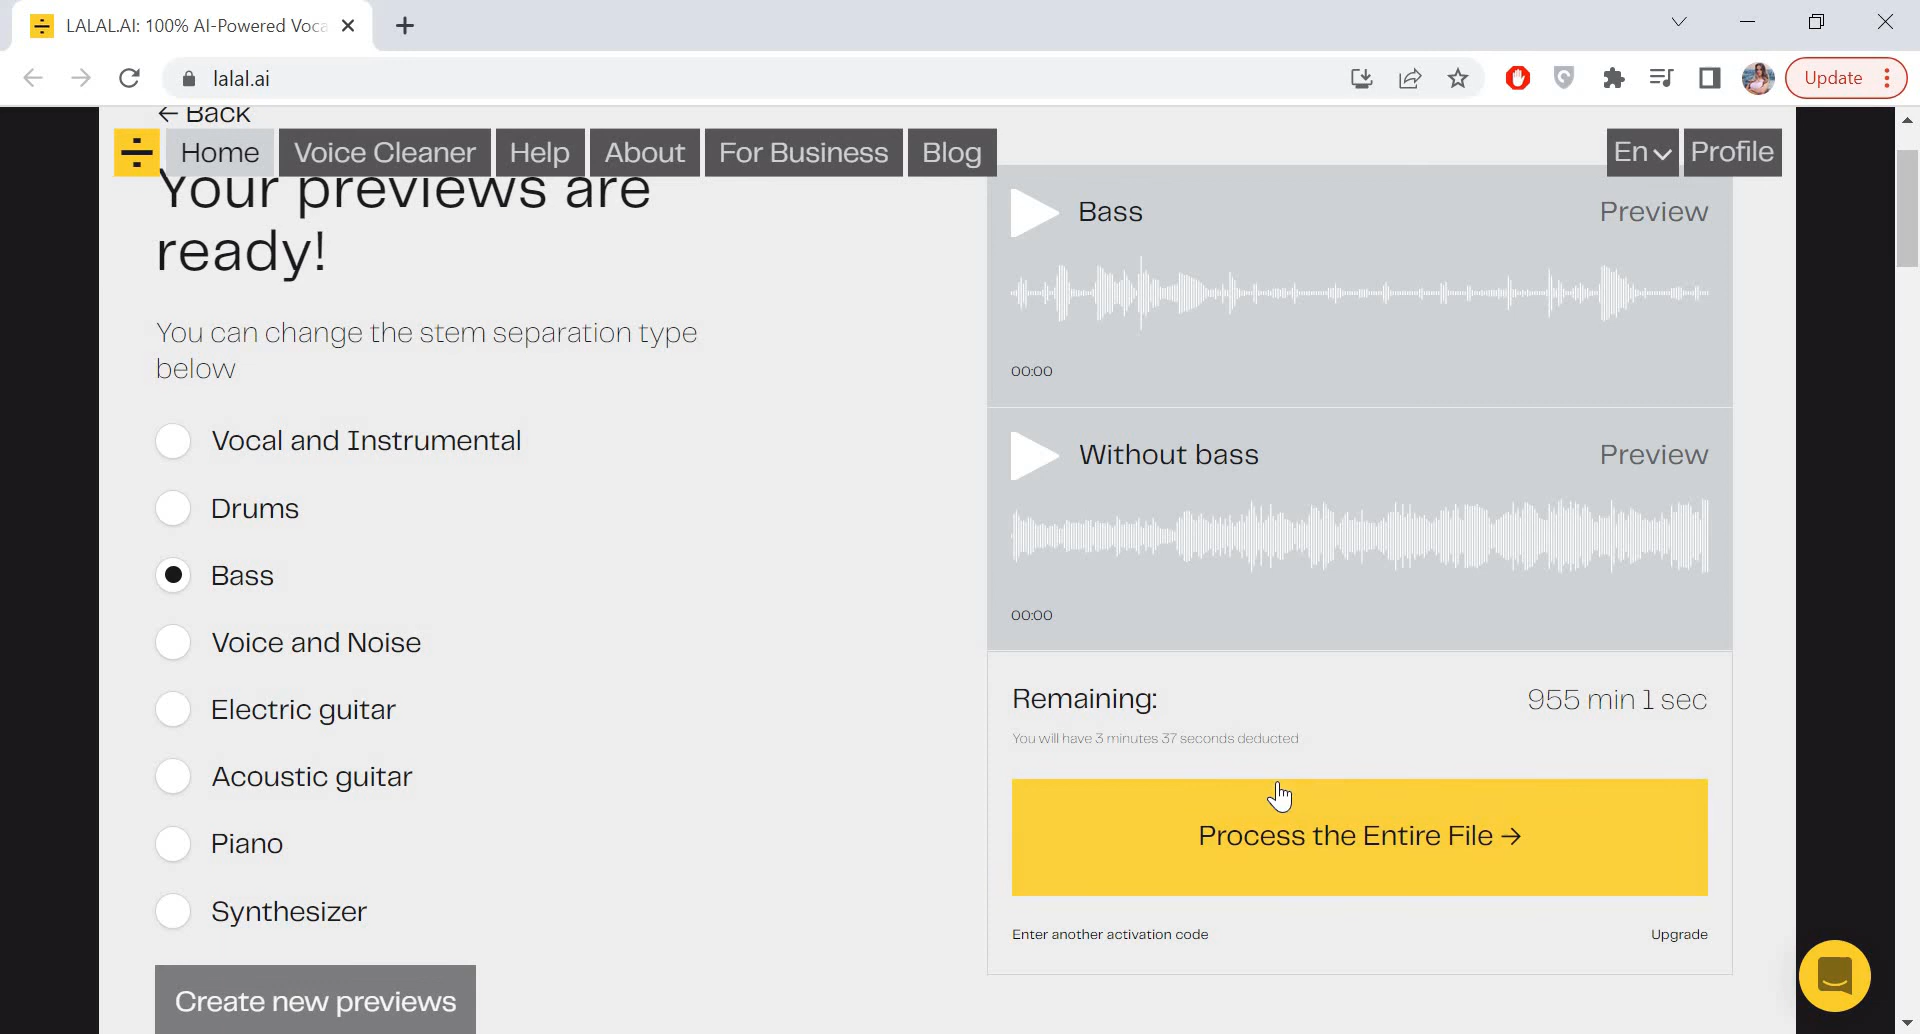 LALAL.AI: 100% AI-Powered Voca
lalal.ai
Update
← Back
Home
Voice Cleaner
Help
About
For Business
Blog
En
Profile
Your previews are
ready!
You can change the stem separation type
below
Vocal and Instrumental
Drums
Bass
Voice and Noise
Electric guitar
Acoustic guitar
Piano
Synthesizer
Create new previews
Bass
Preview
00:00
Without bass
Preview
00:00
Remaining:
955 min 1 sec
You will have 3 minutes 37 seconds deducted
Process the Entire File →
Enter another activation code
Upgrade